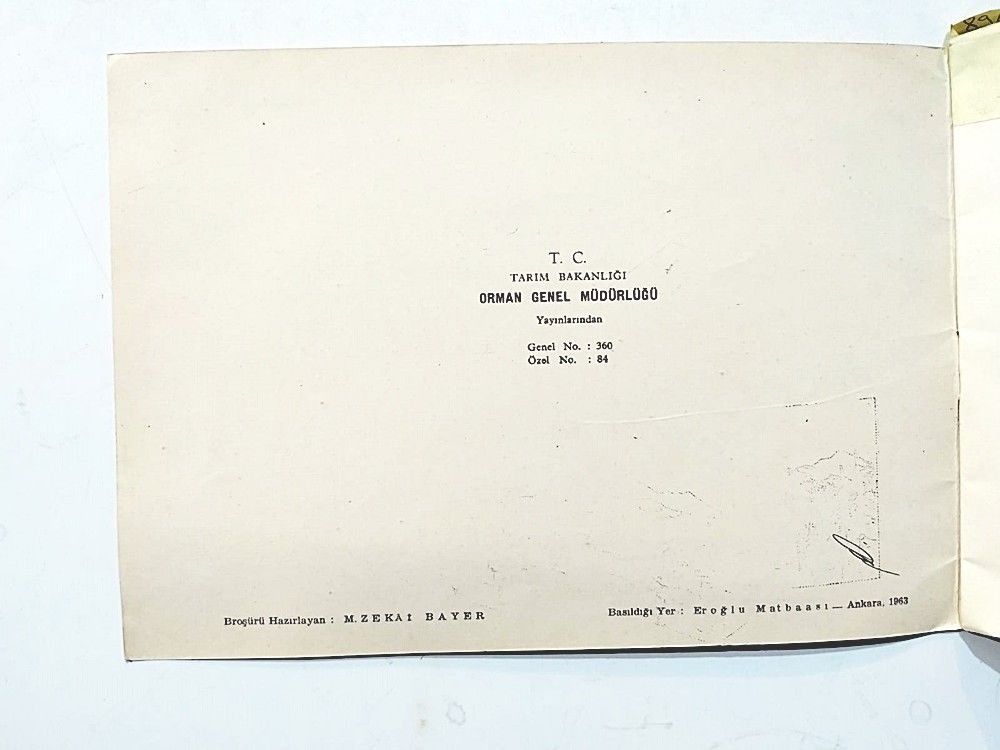 T. C.
TARIM BAKANLIĞI
ORMAN GENEL MÜDÜRLÜĞÜ
Yayınlarından
Genel No. : 360
Özel No. : 84
Broşürü Hazırlayan : M. ZEKAİ BAYER
Basıldığı Yer : Eroğlu Matbaası — Ankara, 1963